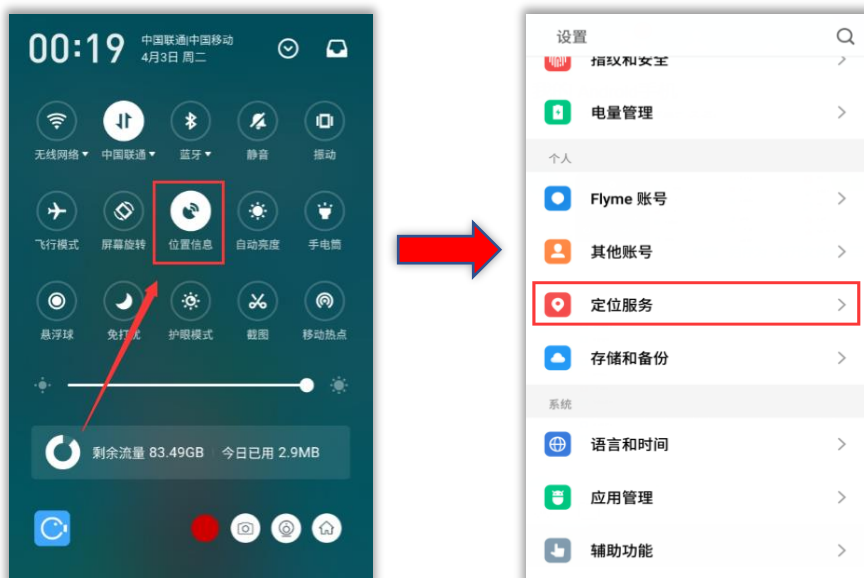 00:19
中国联通|中国移动
4月3日 周二
无线网络
中国联通
蓝牙
静音
振动
飞行模式
屏幕旋转
位置信息
自动亮度
手电筒
悬浮球
免打扰
护眼模式
截图
移动热点
剩余流量 83.49GB
今日已用 2.9MB
设置
指纹和安全
电量管理
个人
Flyme 账号
其他账号
定位服务
存储和备份
系统
语言和时间
应用管理
辅助功能